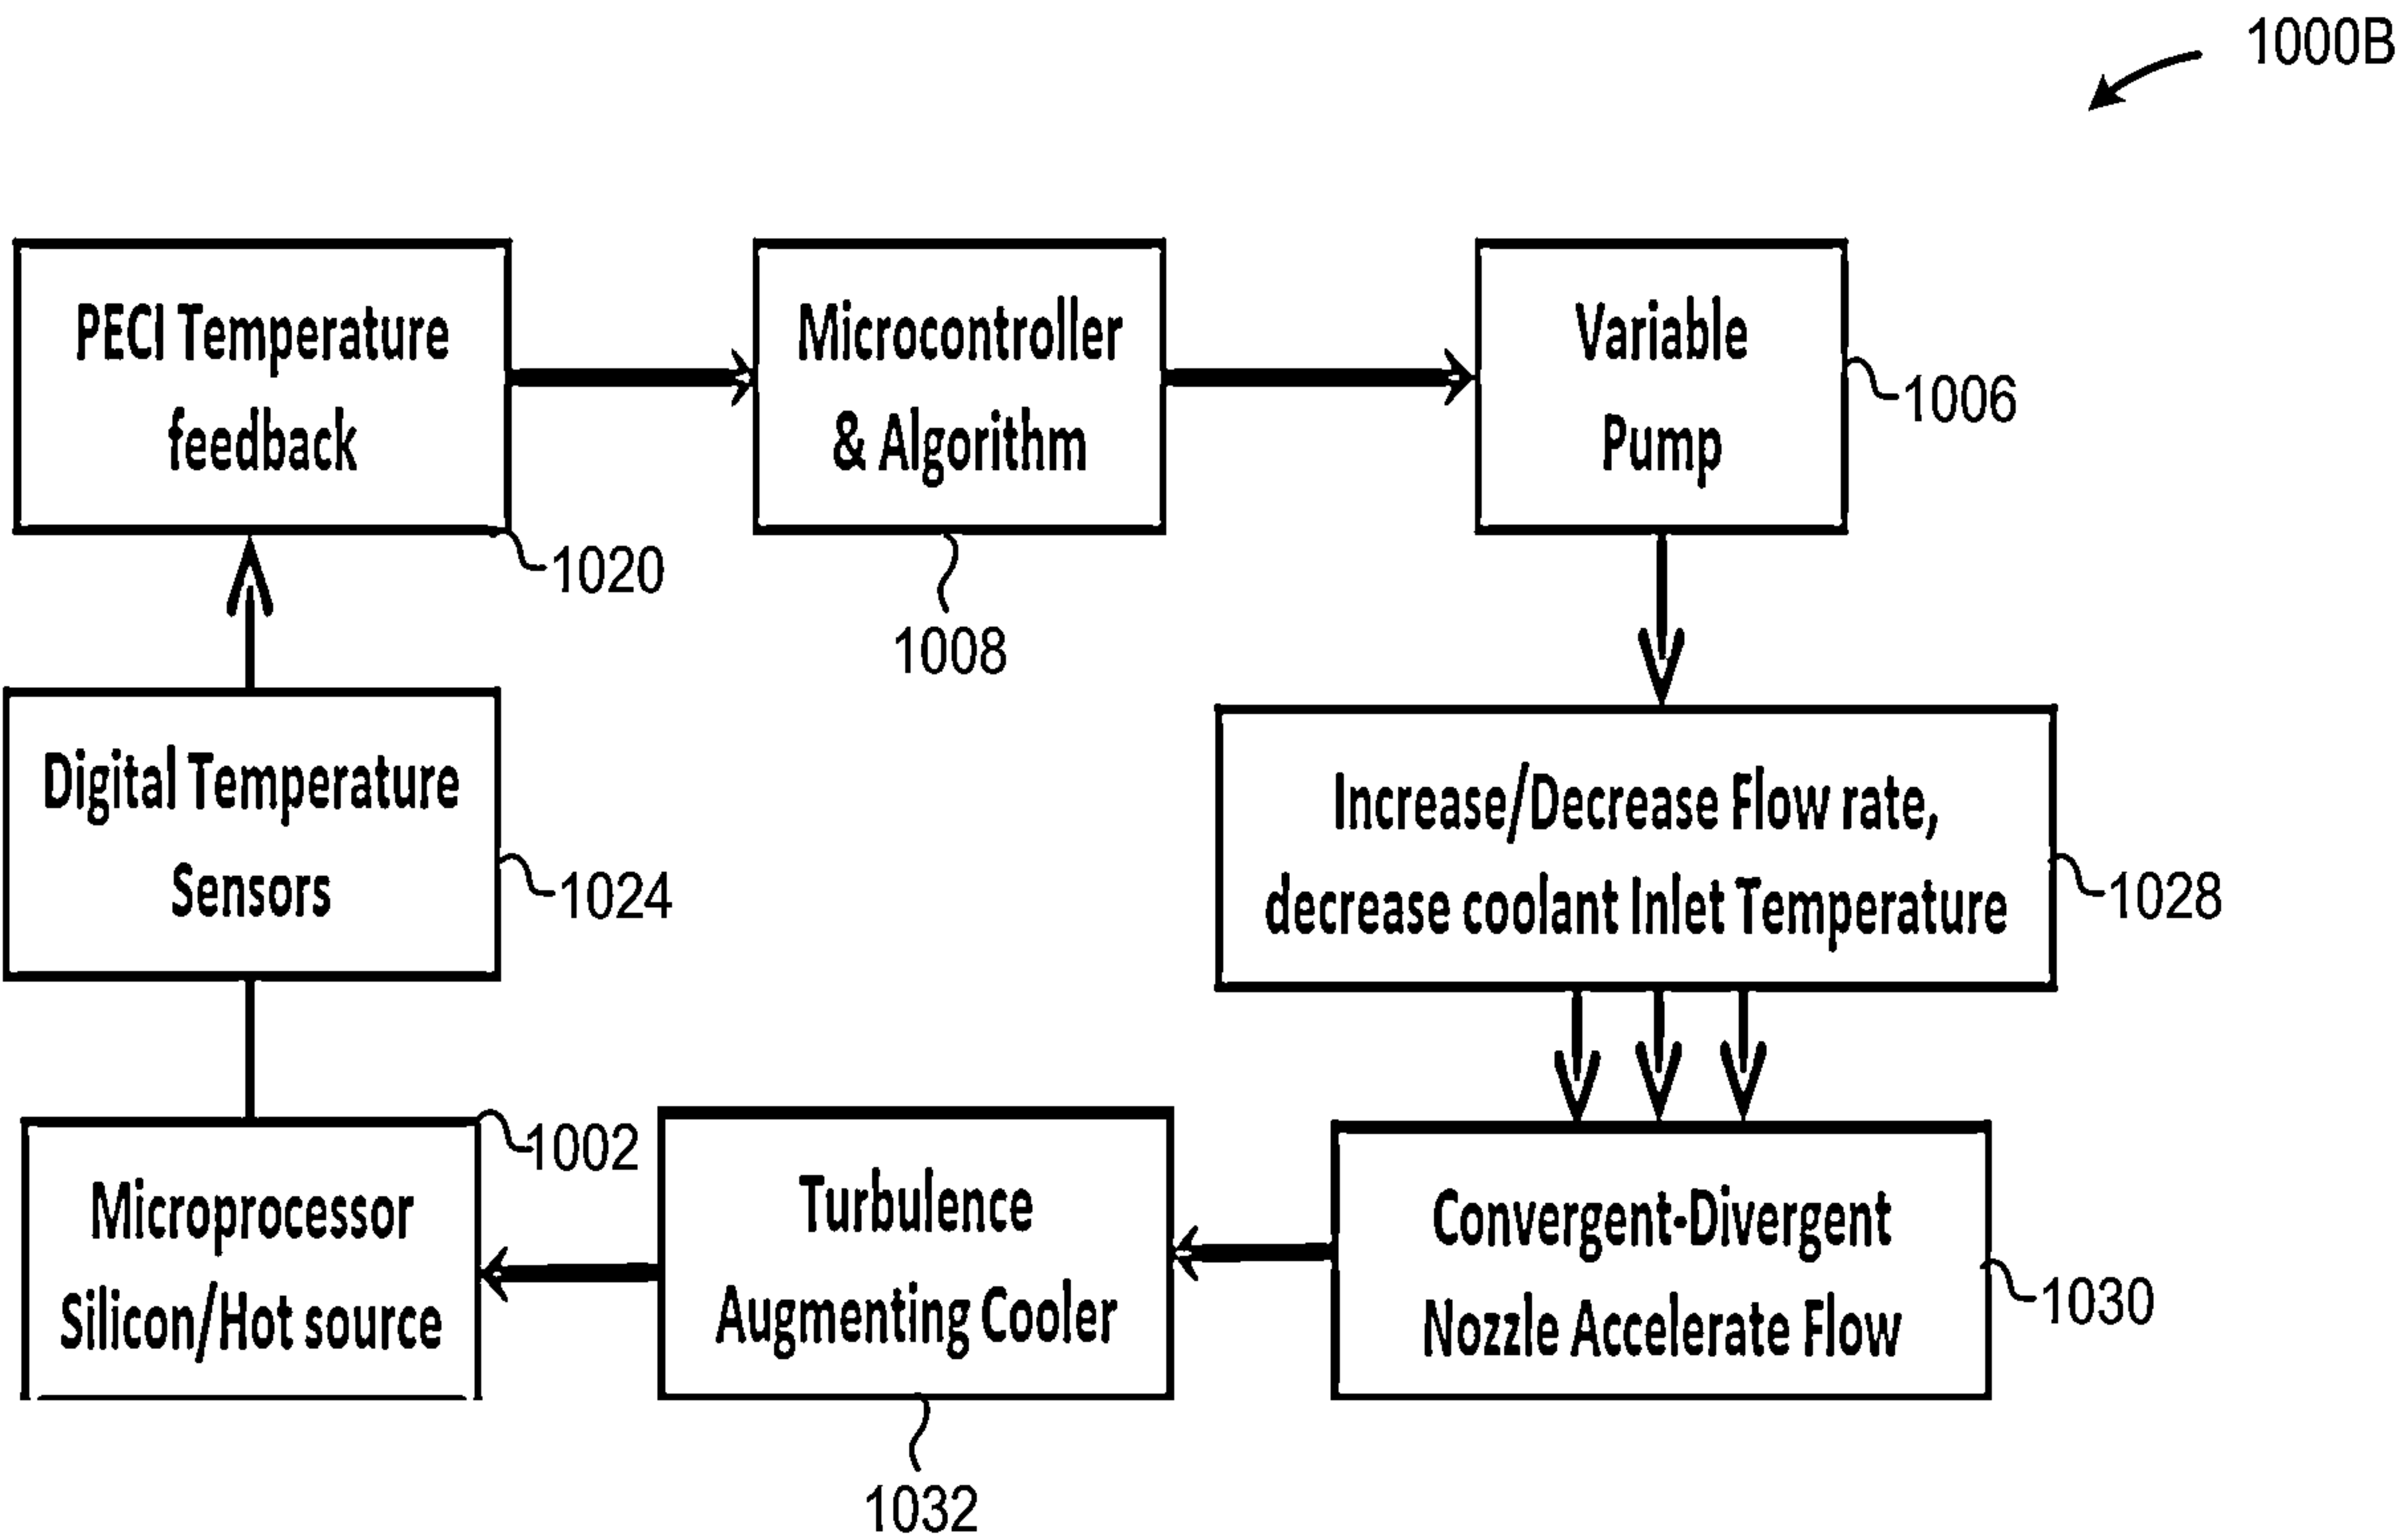 1000B
PECI Temperature
feedback
1020
Microcontroller
& Algorithm
1008
Variable
Pump
1006
Digital Temperature
Sensors
1024
Increase/Decrease Flow rate,
decrease coolant Inlet Temperature
1028
1002
Microprocessor
Silicon/Hot source
Turbulence
Augmenting Cooler
1032
Convergent-Divergent
Nozzle Accelerate Flow
1030